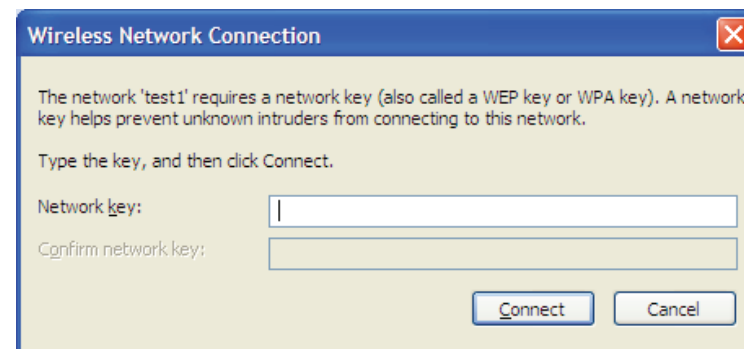 Wireless Network Connection
The network 'test1' requires a network key (also called a WEP key or WPA key). A network
key helps prevent unknown intruders from connecting to this network.
Type the key, and then click Connect.
Network key:
Confirm network key:
Connect Cancel